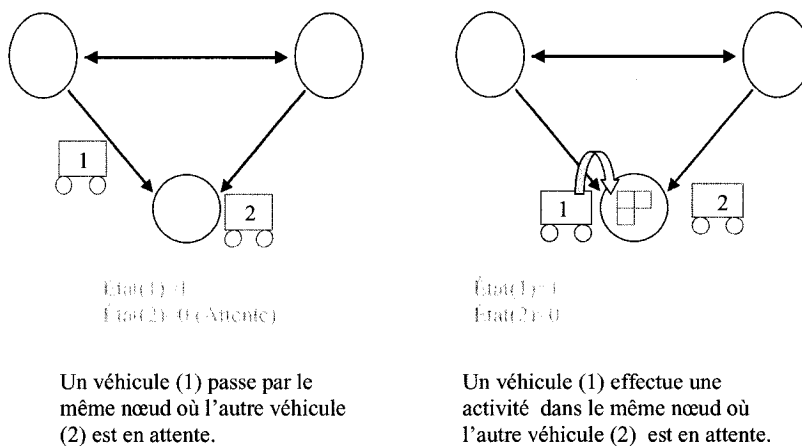 1
2
1
2
État(1)=1
État(2)=0 (Attente)
État(1)=1
État(2)=0
Un véhicule (1) passe par le
même nœud où l'autre véhicule
(2) est en attente.
Un véhicule (1) effectue une
activité dans le même nœud où
l'autre véhicule (2) est en attente.